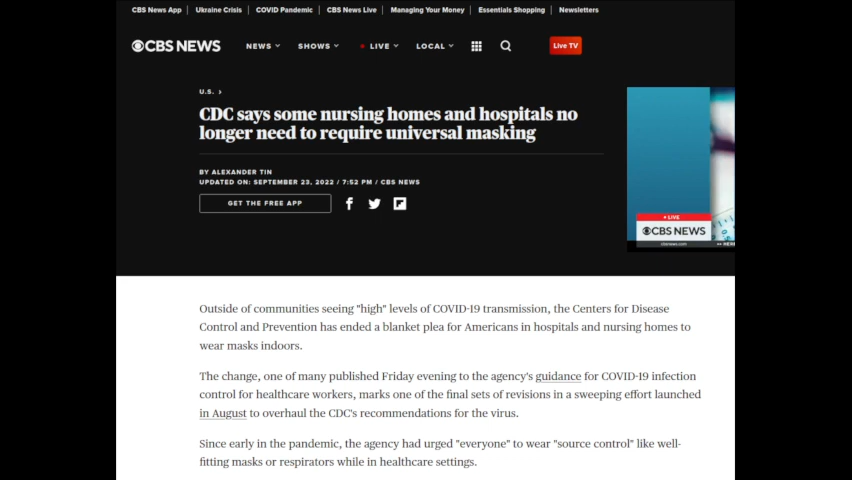 CBS News App | Ukraine Crisis | COVID Pandemic | CBS News Live | Managing Your Money | Essentials Shopping | Newsletters
CBS NEWS NEWS SHOWS LIVE LOCAL Live TV
U.S. >
CDC says some nursing homes and hospitals no
longer need to require universal masking
BY ALEXANDER TIN
UPDATED ON: SEPTEMBER 23, 2022 / 7:52 PM / CBS NEWS
GET THE FREE APP
LIVE
CBS NEWS
cbsnews.com
Outside of communities seeing "high" levels of COVID-19 transmission, the Centers for Disease
Control and Prevention has ended a blanket plea for Americans in hospitals and nursing homes to
wear masks indoors.
The change, one of many published Friday evening to the agency's guidance for COVID-19 infection
control for healthcare workers, marks one of the final sets of revisions in a sweeping effort launched
in August to overhaul the CDC's recommendations for the virus.
Since early in the pandemic, the agency had urged "everyone" to wear "source control" like well-
fitting masks or respirators while in healthcare settings.